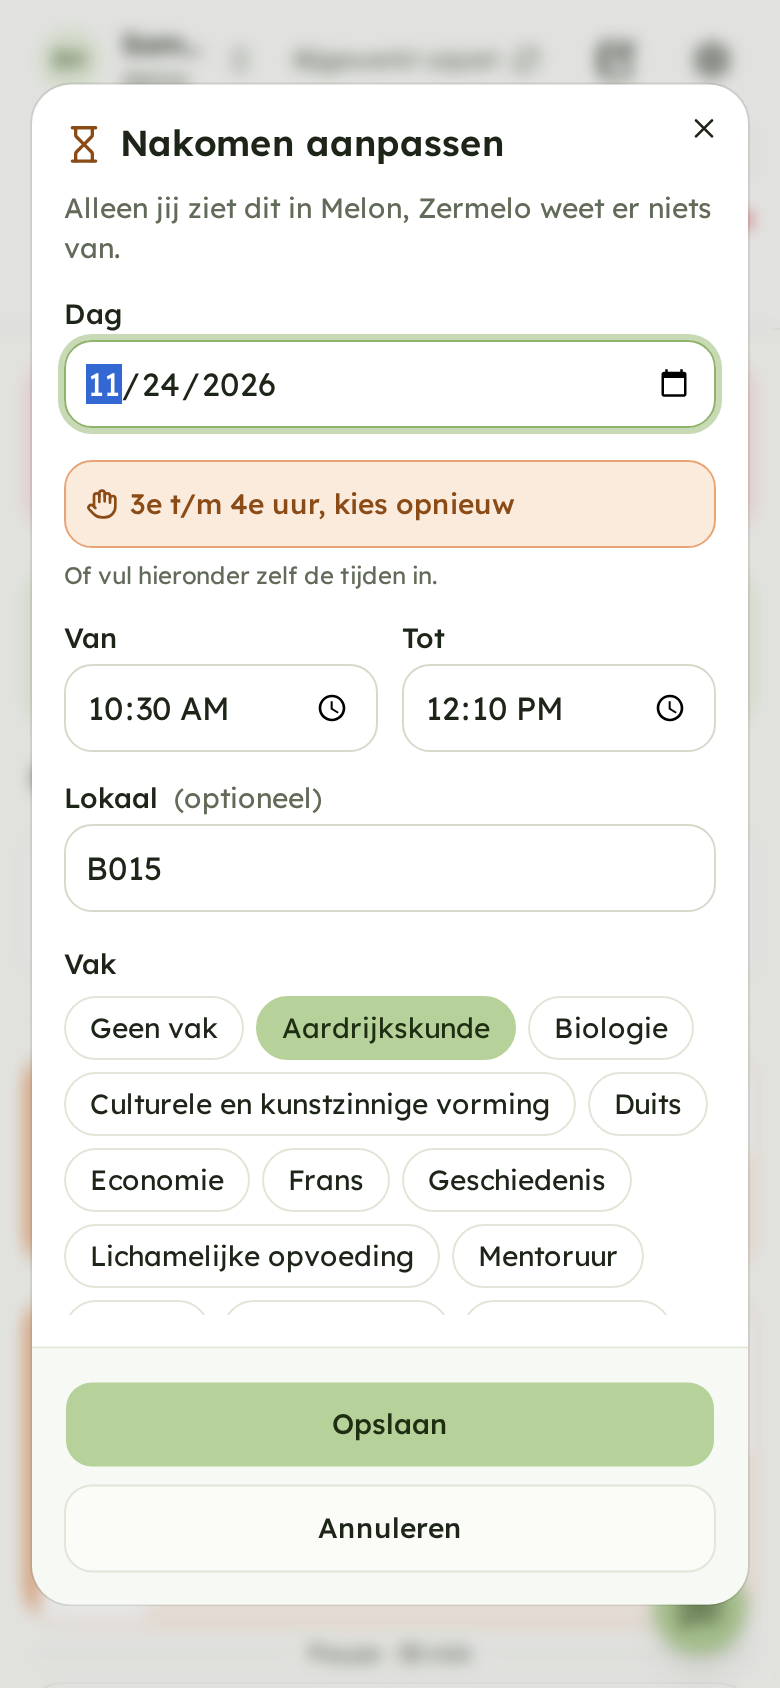 Nakomen aanpassen
Alleen jij ziet dit in Melon, Zermelo weet er niets
van.
Dag
11/24/2026
3e t/m 4e uur, kies opnieuw
Of vul hieronder zelf de tijden in.
Van Tot
10:30 AM 12:10 PM
Lokaal (optioneel)
B015
Vak
Geen vak Aardrijkskunde Biologie
Culturele en kunstzinnige vorming Duits
Economie Frans Geschiedenis
Lichamelijke opvoeding Mentoruur
Opslaan
Annuleren